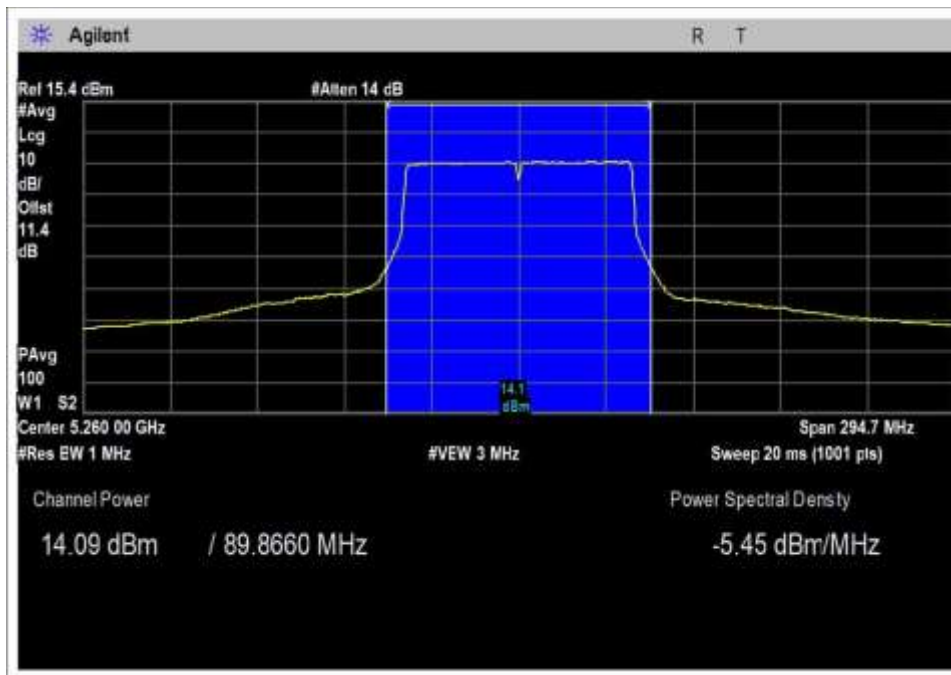 Agilent R T
Ref 15.4 dBm #Atten 14 dB
#Avg
Log
10
dB/
Offst
11.4
dB
PAvg
100
W1 S2
14.1
dBm
Center 5.260 00 GHz Span 294.7 MHz
#Res BW 1 MHz #VBW 3 MHz Sweep 20 ms (1001 pts)
Channel Power Power Spectral Density
14.09 dBm / 89.8660 MHz -5.45 dBm/MHz